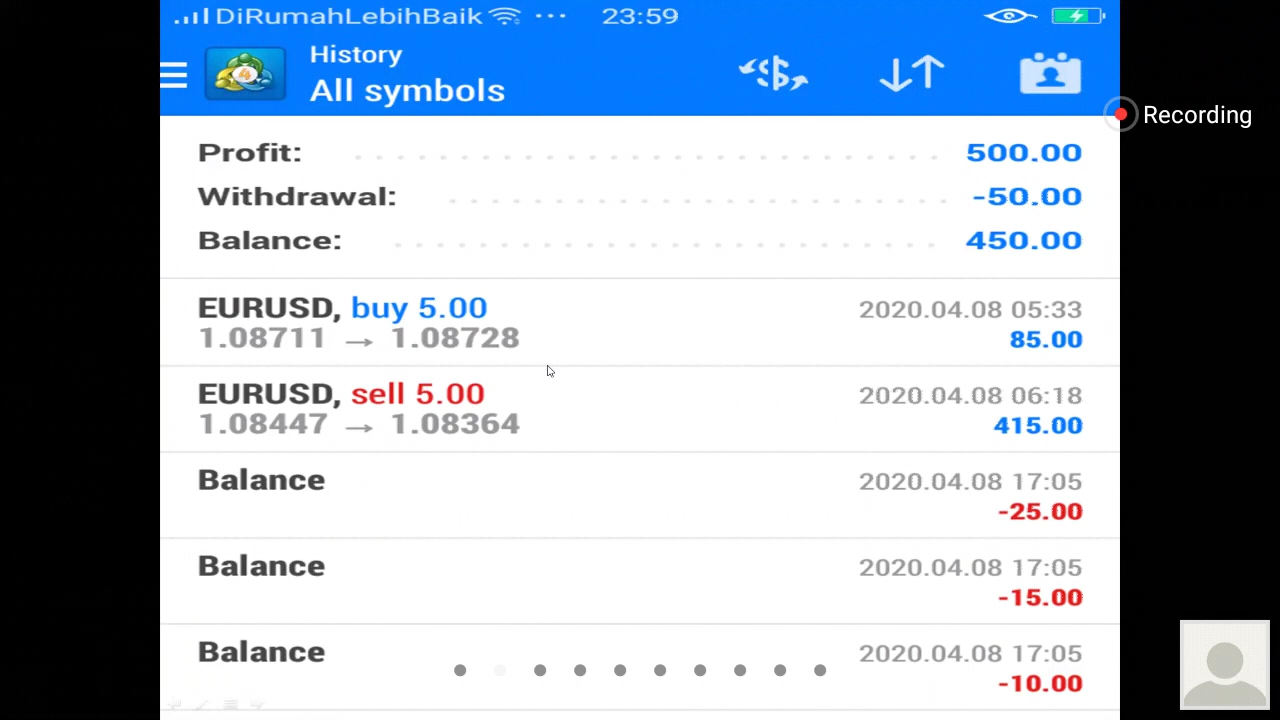 DiRumahLebihBaik ... 23:59
History
All symbols
Recording
Profit: 500.00
Withdrawal: -50.00
Balance: 450.00
EURUSD, buy 5.00 2020.04.08 05:33
1.08711 → 1.08728 85.00
EURUSD, sell 5.00 2020.04.08 06:18
1.08447 → 1.08364 415.00
Balance 2020.04.08 17:05
-25.00
Balance 2020.04.08 17:05
-15.00
Balance 2020.04.08 17:05
-10.00